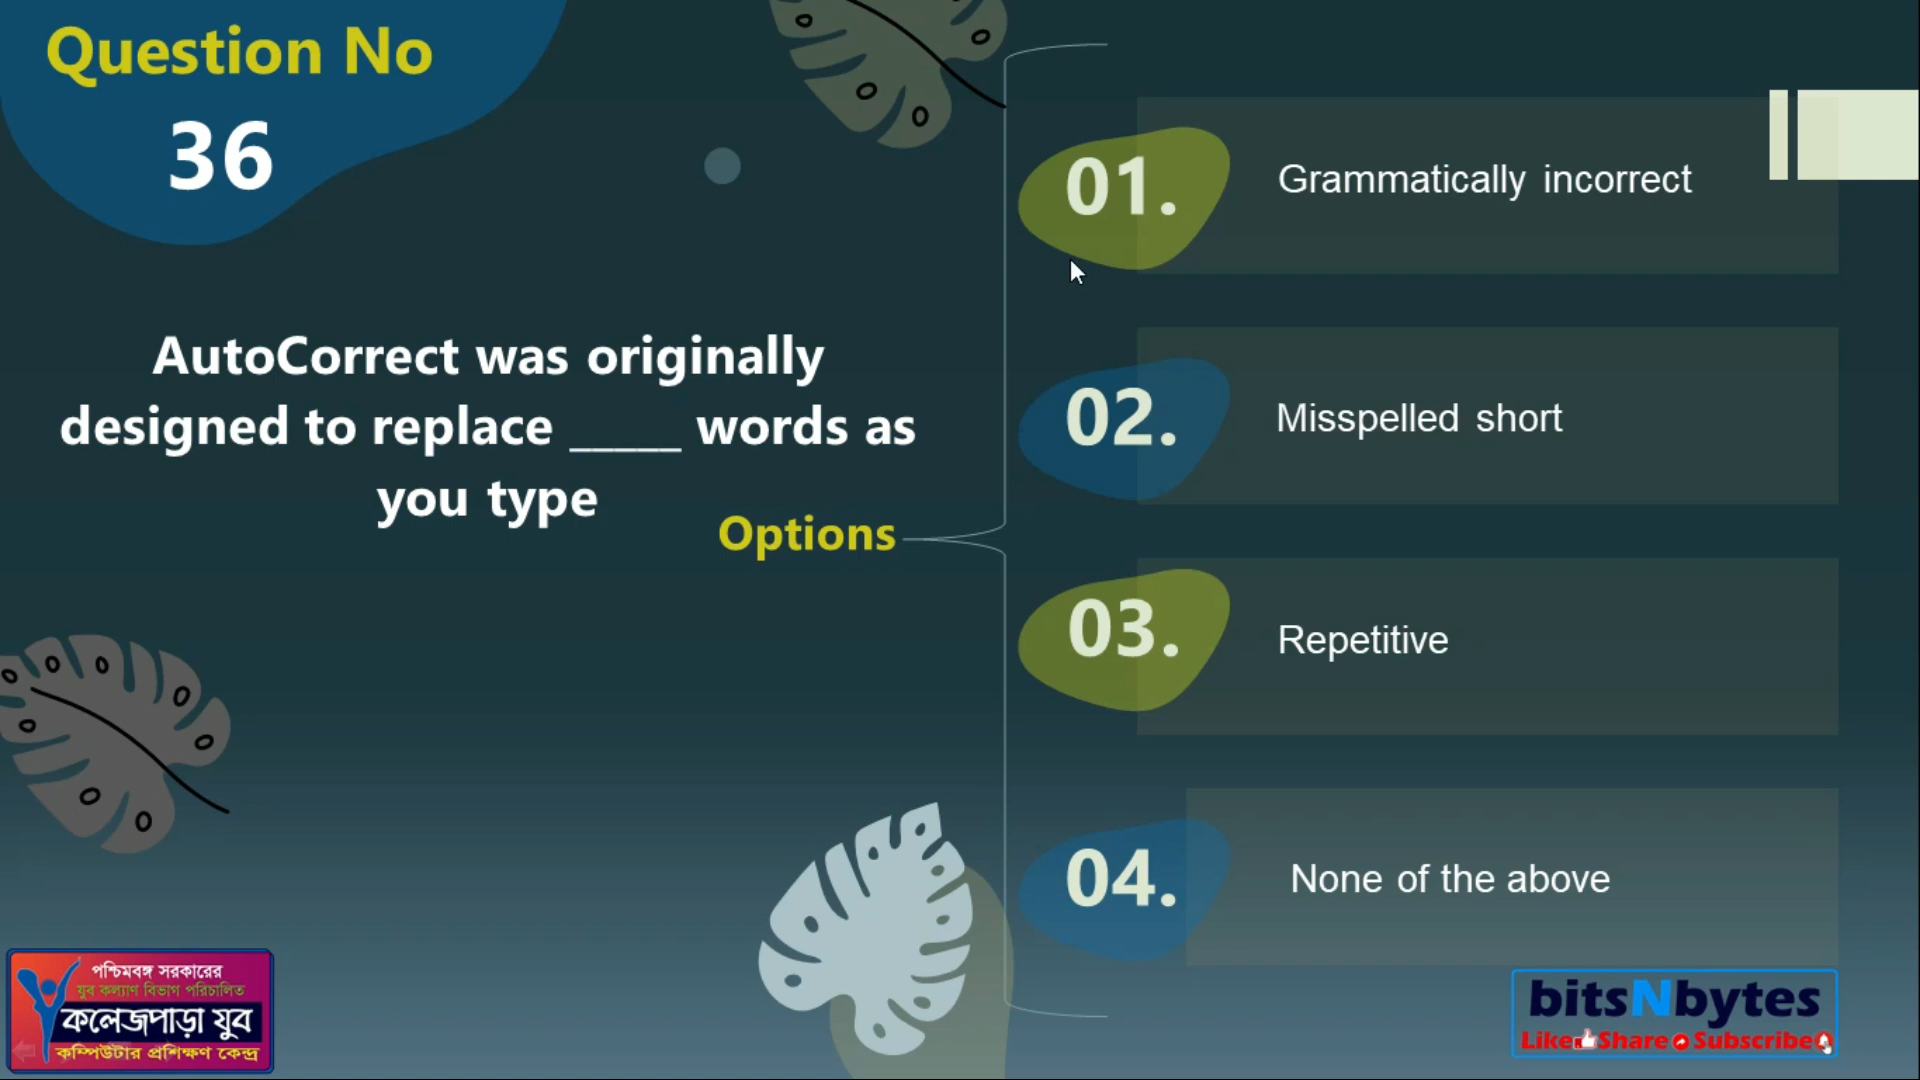 Question No
36
AutoCorrect was originally
designed to replace _____ words as
you type
Options
01.
Grammatically incorrect
02.
Misspelled short
03.
Repetitive
04.
None of the above
পশ্চিমবঙ্গ সরকারের
যুব কল্যাণ বিভাগ পরিচালিত
কলেজপাড়া যুব
কম্পিউটার প্রশিক্ষণ কেন্দ্র
bitsNbytes
Like Share Subscribe